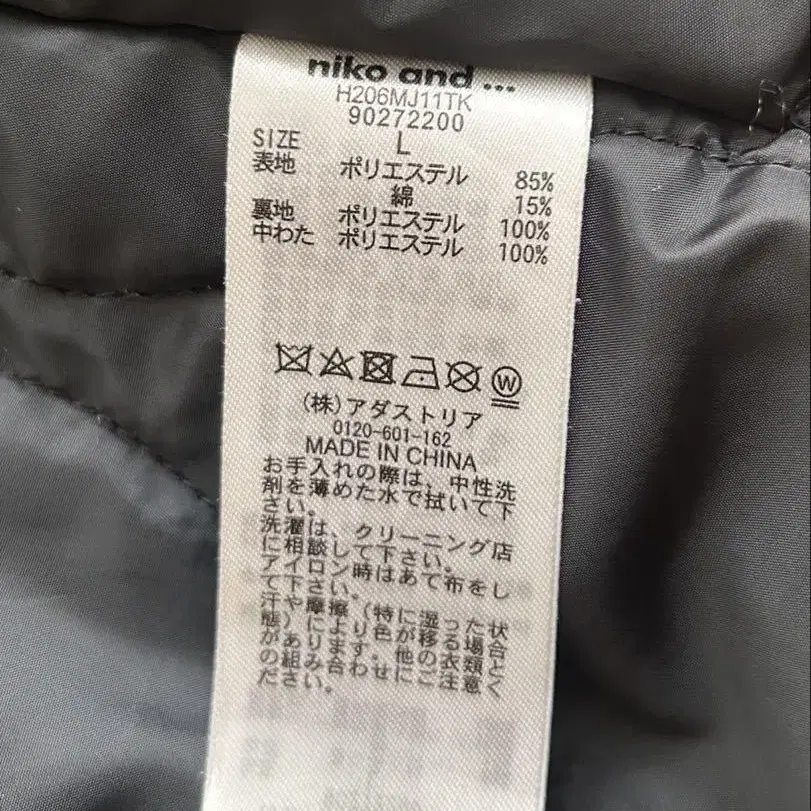 niko and ...
H206MJ11TK
90272200
SIZE L
表地 ポリエステル 85%
綿 15%
裏地 ポリエステル 100%
中わた ポリエステル 100%
W
(株)アダストリア
0120-601-162
MADE IN CHINA
お手入れの際は、中性洗
剤を薄めた水で拭いて下
さい。
洗濯は、クリーニング店
に相談して下さい。
アイロン時はあて布をし
て下さい。
汗や摩擦(特に湿った状
態)により色が移る場合
があります。他の衣類と
の組み合わせにご注意く
ださい。